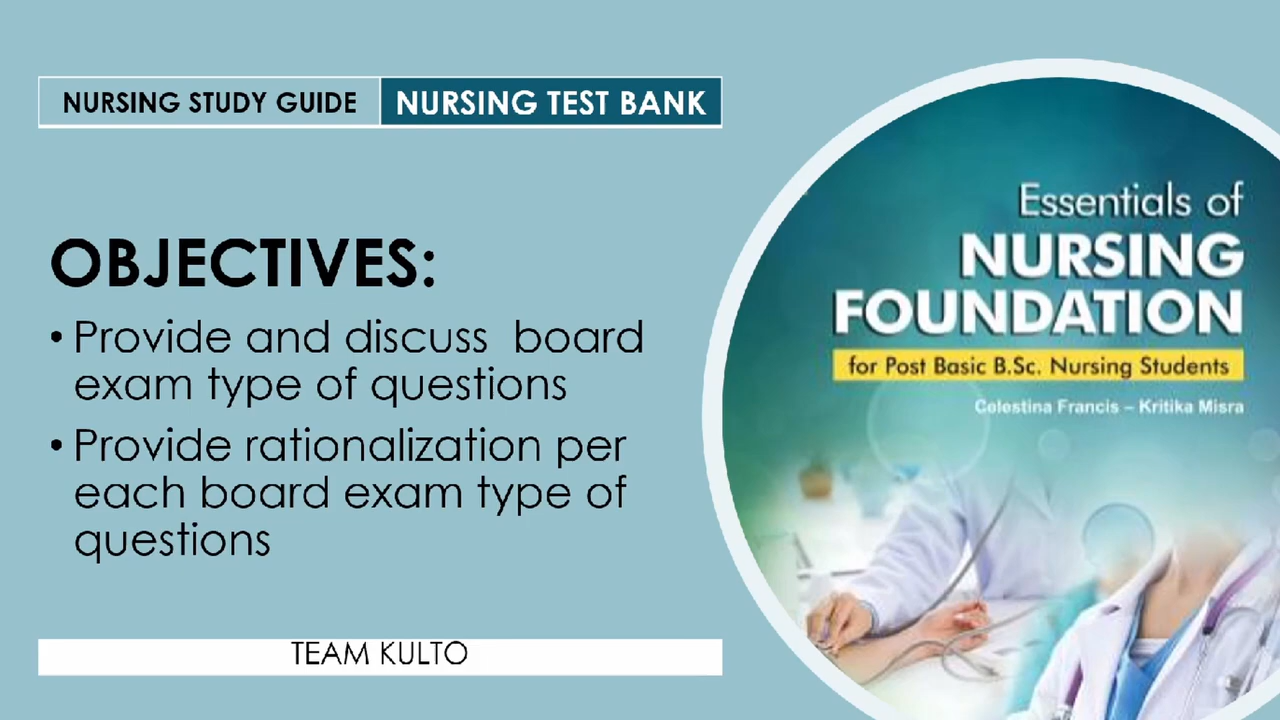 NURSING STUDY GUIDE NURSING TEST BANK
OBJECTIVES:
• Provide and discuss board
exam type of questions
• Provide rationalization per
each board exam type of
questions
TEAM KULTO
Essentials of
NURSING
FOUNDATION
for Post Basic B.Sc. Nursing Students
Celestina Francis – Kritika Misra